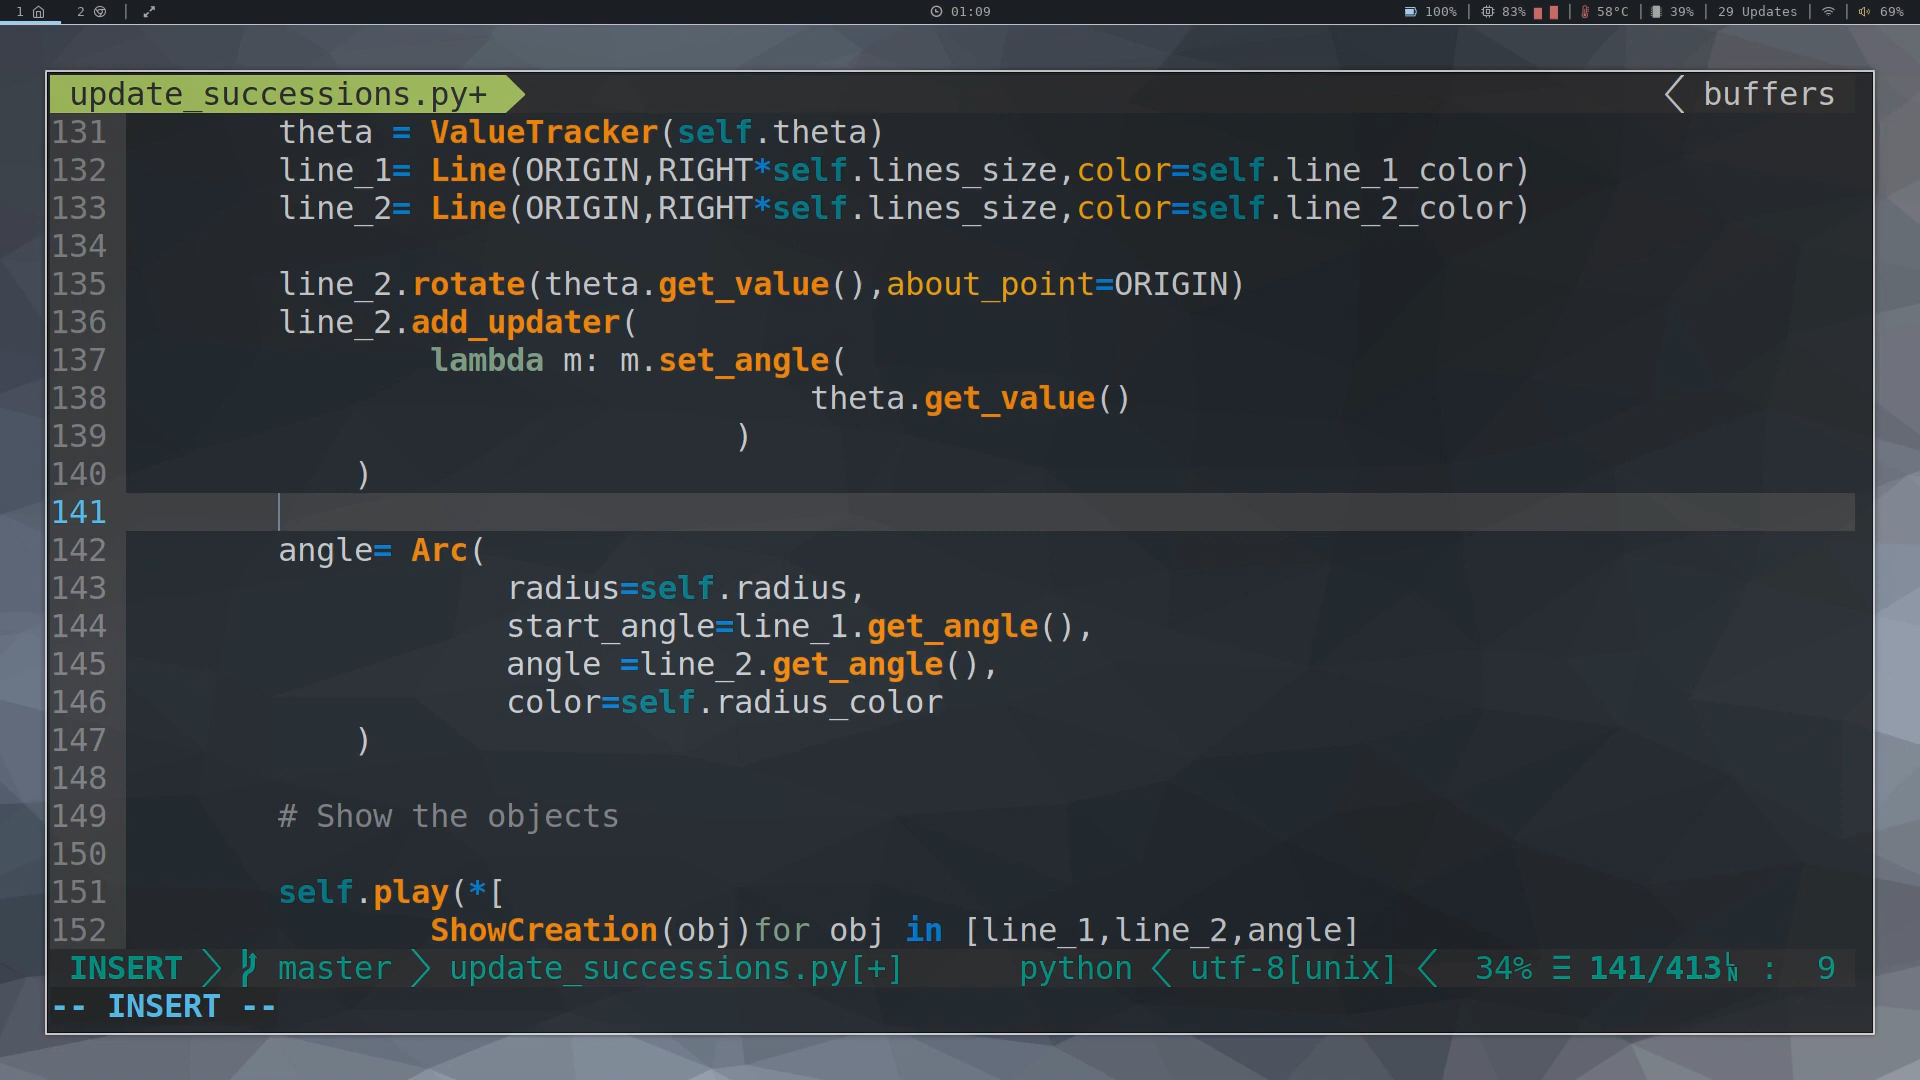 1 2 01:09 100% 83% 58°C 39% 29 Updates 69%
update_successions.py+ buffers
131 theta = ValueTracker(self.theta)
132 line_1= Line(ORIGIN,RIGHT*self.lines_size,color=self.line_1_color)
133 line_2= Line(ORIGIN,RIGHT*self.lines_size,color=self.line_2_color)
134
135 line_2.rotate(theta.get_value(),about_point=ORIGIN)
136 line_2.add_updater(
137 lambda m: m.set_angle(
138 theta.get_value()
139 )
140 )
141
142 angle= Arc(
143 radius=self.radius,
144 start_angle=line_1.get_angle(),
145 angle =line_2.get_angle(),
146 color=self.radius_color
147 )
148
149 # Show the objects
150
151 self.play(*[
152 ShowCreation(obj)for obj in [line_1,line_2,angle]
INSERT master update_successions.py[+] python utf-8[unix] 34% ☰ 141/413㏑ : 9
-- INSERT --